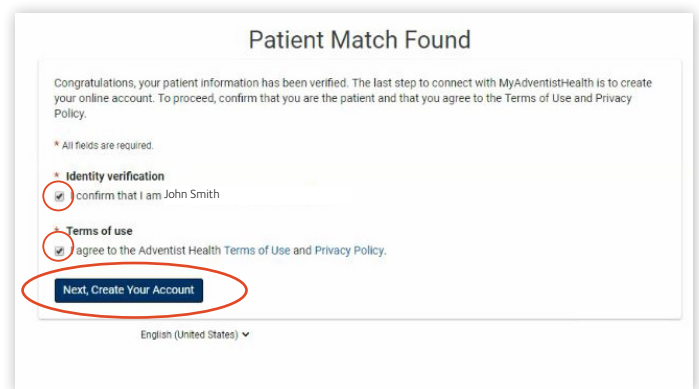 Patient Match Found
Congratulations, your patient information has been verified. The last step to connect with MyAdventistHealth is to create
your online account. To proceed, confirm that you are the patient and that you agree to the Terms of Use and Privacy
Policy.
* All fields are required.
* Identity verification
I confirm that I am John Smith
* Terms of use
I agree to the Adventist Health Terms of Use and Privacy Policy.
Next, Create Your Account
English (United States)